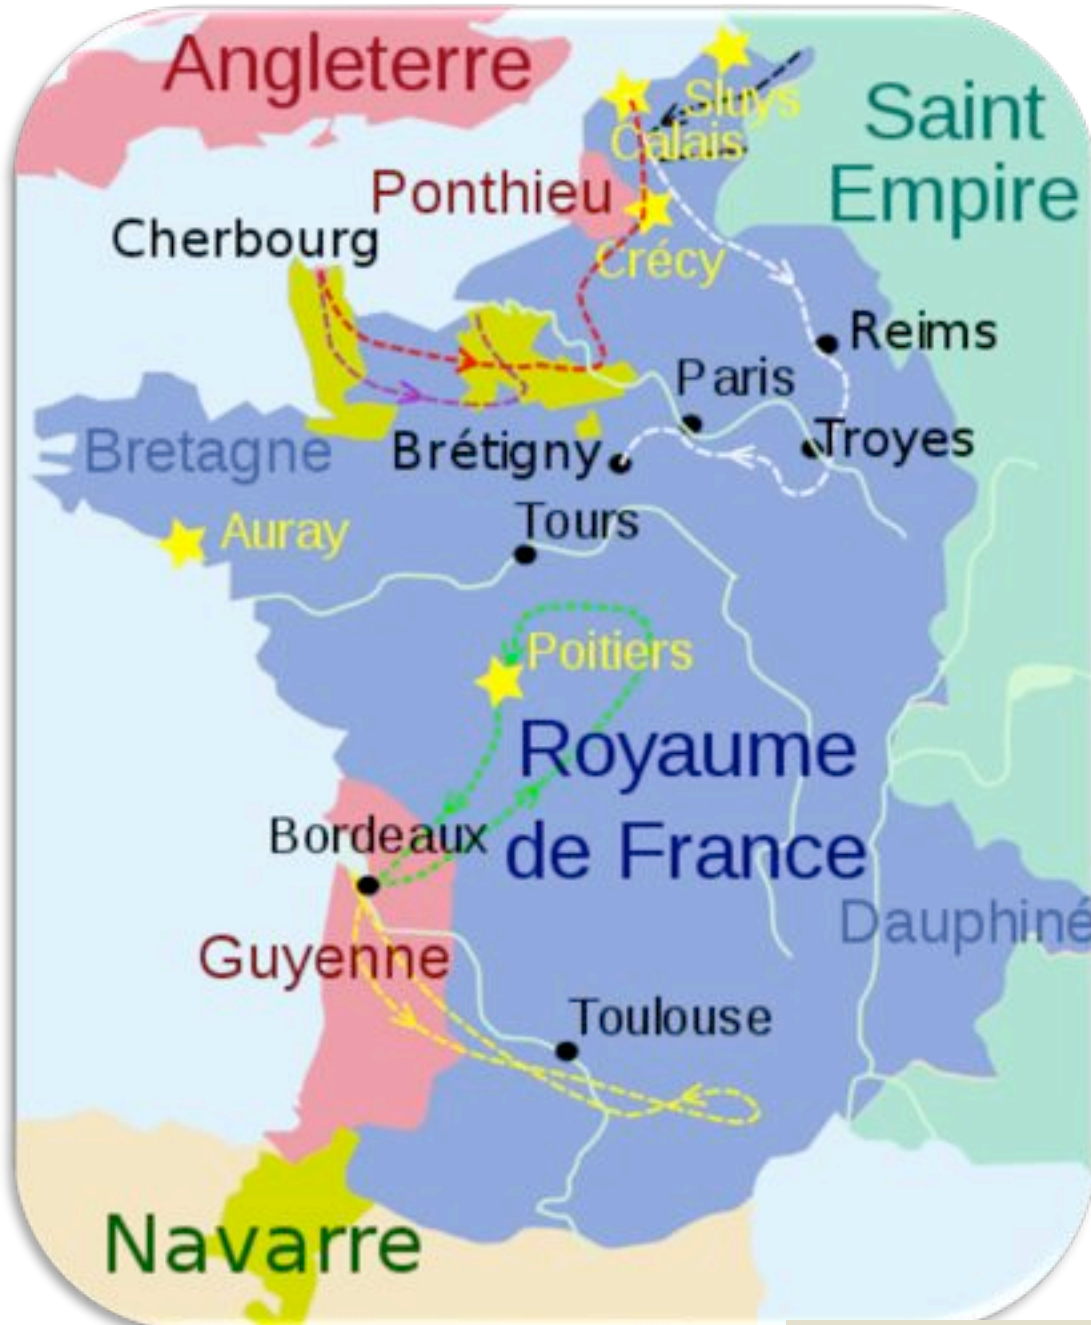 Angleterre
Sluys
Calais
Saint
Empire
Ponthieu
Cherbourg
Crécy
Reims
Paris
Bretagne
Brétigny
Troyes
Auray
Tours
Poitiers
Royaume
de France
Bordeaux
Dauphiné
Guyenne
Toulouse
Navarre